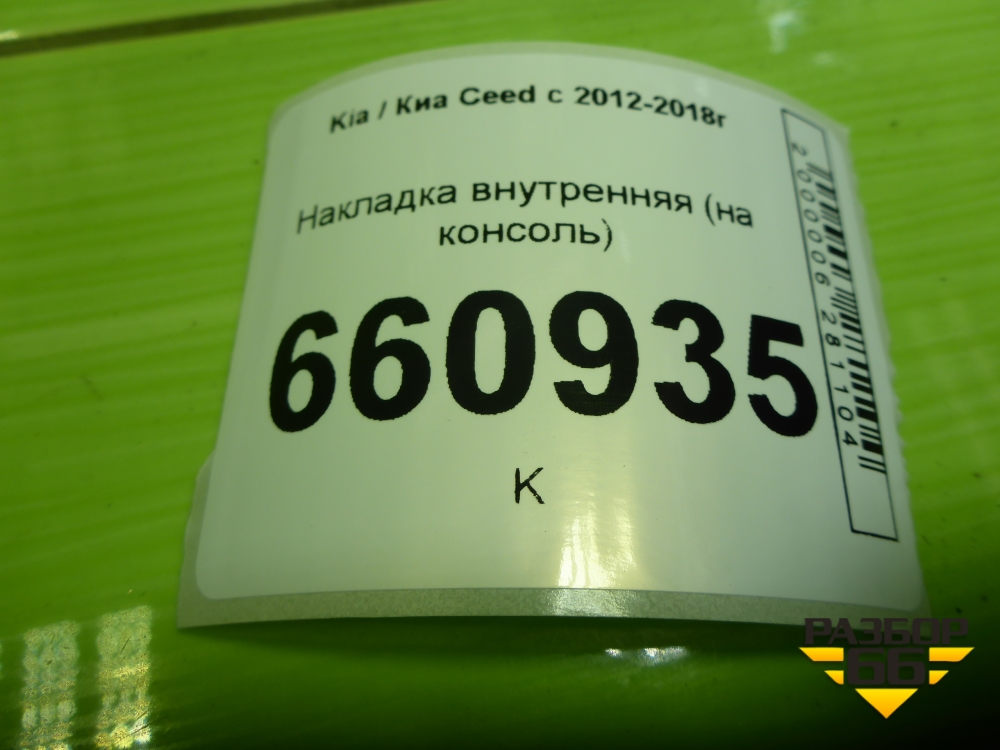 Kia / Киа Ceed с 2012-2018г
Накладка внутренняя (на
консоль)
660935
К
2000006281104
РАЗБОР
66